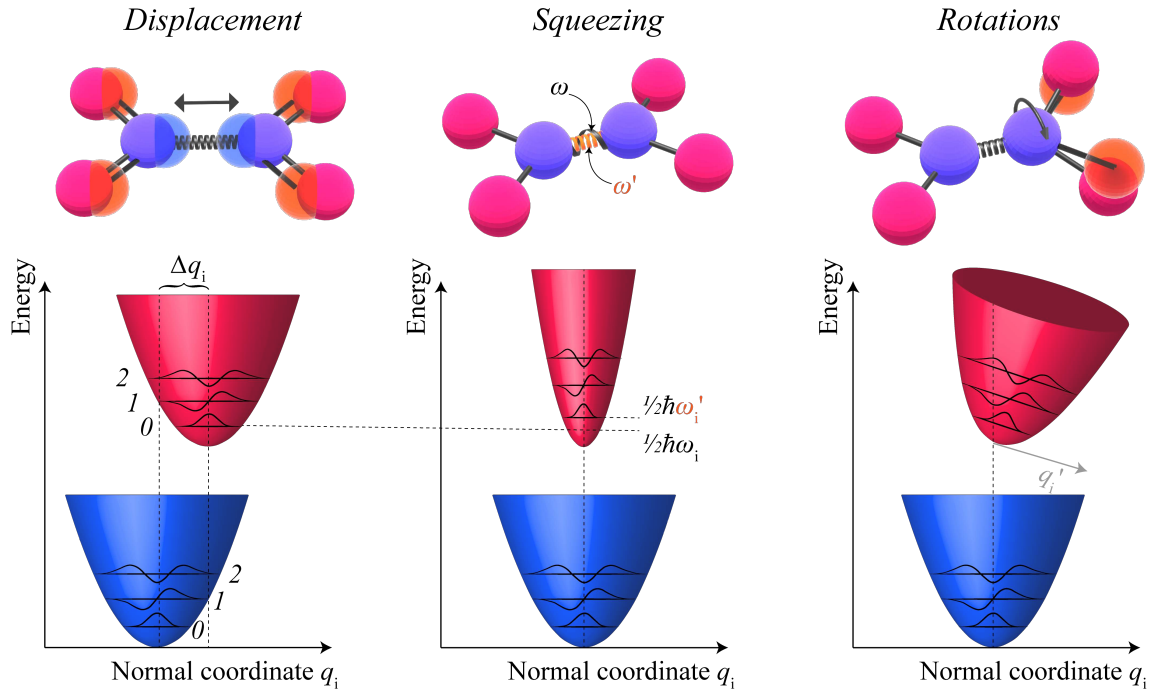 Displacement
Squeezing
Rotations
ω
ω'
Energy
Δqi
2
1
0
2
1
0
Normal coordinate qi
Energy
½ħωi'
½ħωi
Normal coordinate qi
Energy
qi'
Normal coordinate qi